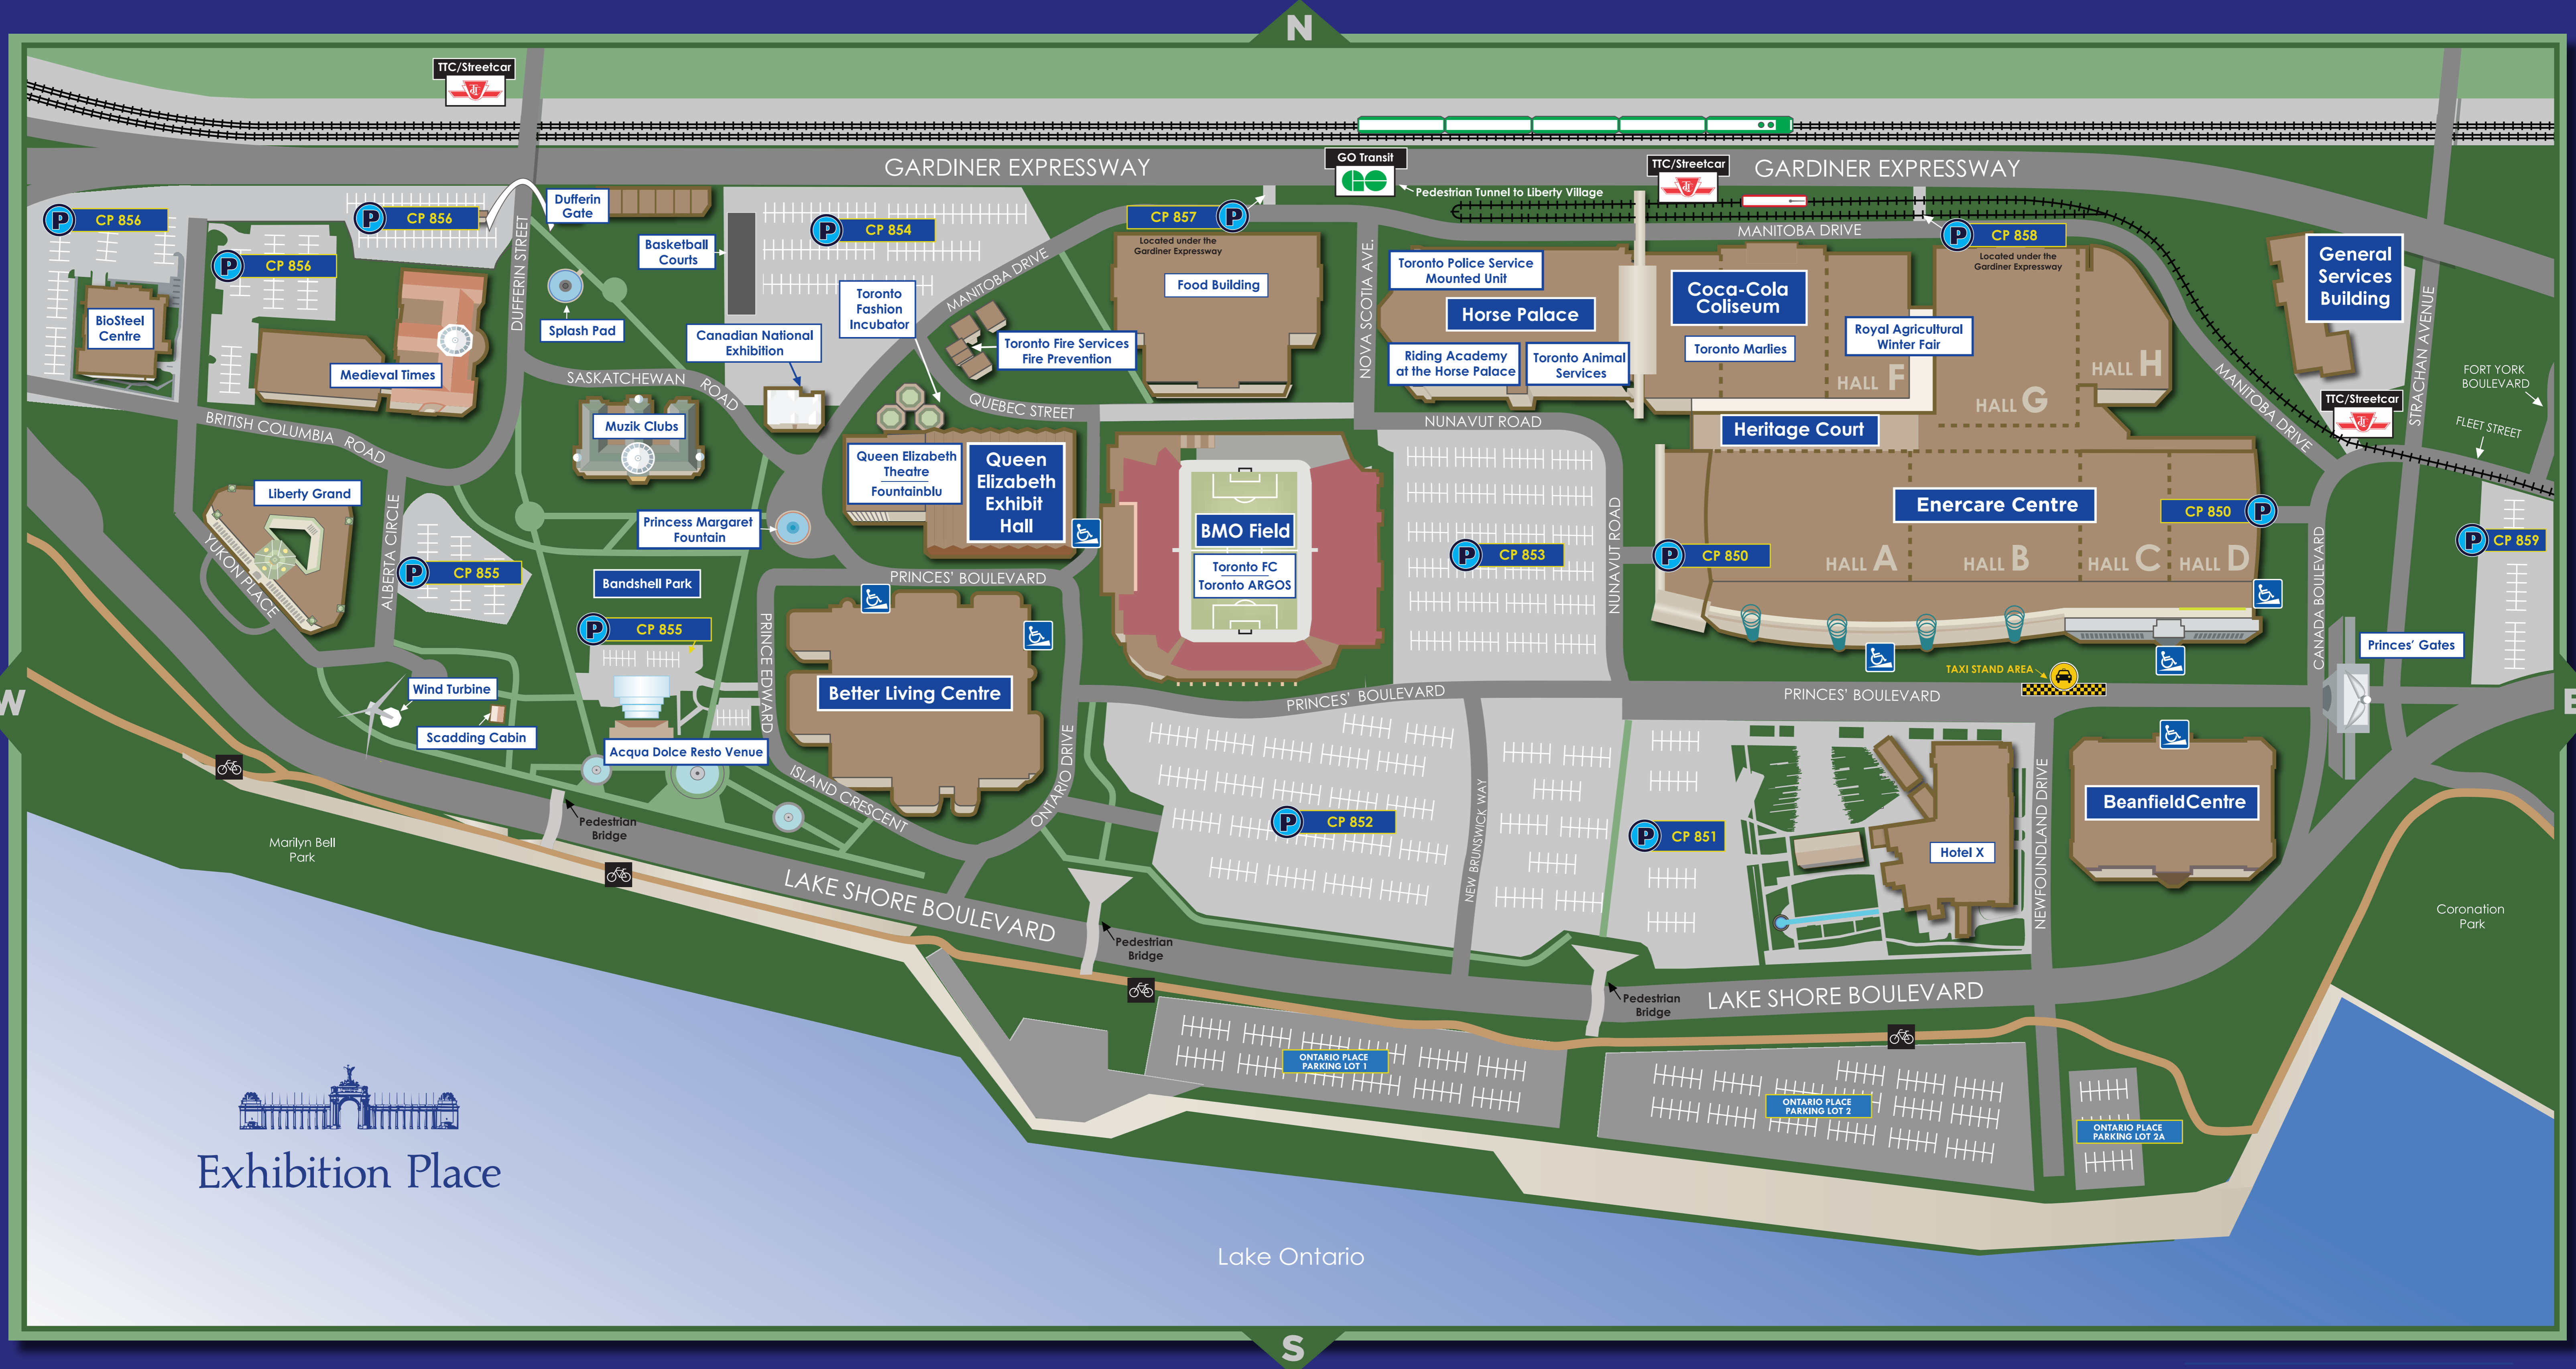 N
TTC/Streetcar
GARDINER EXPRESSWAY
GO Transit
GO
Pedestrian Tunnel to Liberty Village
TTC/Streetcar
GARDINER EXPRESSWAY
P CP 856
P CP 856
P CP 856
Dufferin
Gate
DUFFERIN STREET
Basketball
Courts
P CP 854
CP 857 P
Located under the
Gardiner Expressway
Food Building
MANITOBA DRIVE
MANITOBA DRIVE
P CP 858
Located under the
Gardiner Expressway
BioSteel
Centre
Medieval Times
Splash Pad
Canadian National
Exhibition
Toronto
Fashion
Incubator
Toronto Fire Services
Fire Prevention
NOVA SCOTIA AVE.
Toronto Police Service
Mounted Unit
Horse Palace
Riding Academy
at the Horse Palace
Toronto Animal
Services
Coca-Cola
Coliseum
Toronto Marlies
Royal Agricultural
Winter Fair
HALL F
HALL G
HALL H
General
Services
Building
STRACHAN AVENUE
MANITOBA DRIVE
TTC/Streetcar
FORT YORK
BOULEVARD
FLEET STREET
BRITISH COLUMBIA ROAD
SASKATCHEWAN ROAD
QUEBEC STREET
NUNAVUT ROAD
Heritage Court
Muzik Clubs
Queen Elizabeth
Theatre
Fountainblu
Queen
Elizabeth
Exhibit
Hall
Liberty Grand
YUKON PLACE
ALBERTA CIRCLE
P CP 855
Princess Margaret
Fountain
BMO Field
Toronto FC
Toronto ARGOS
P CP 853
NUNAVUT ROAD
P CP 850
Enercare Centre
CP 850 P
HALL A
HALL B
HALL C
HALL D
CANADA BOULEVARD
P CP 859
Bandshell Park
P CP 855
PRINCES' BOULEVARD
PRINCE EDWARD
ISLAND CRESCENT
Better Living Centre
ONTARIO DRIVE
PRINCES' BOULEVARD
TAXI STAND AREA
PRINCES' BOULEVARD
Princes' Gates
W
E
Wind Turbine
Scadding Cabin
Acqua Dolce Resto Venue
Pedestrian
Bridge
Marilyn Bell
Park
P CP 852
NEW BRUNSWICK WAY
P CP 851
Hotel X
NEWFOUNDLAND DRIVE
BeanfieldCentre
LAKE SHORE BOULEVARD
Pedestrian
Bridge
Pedestrian
Bridge
LAKE SHORE BOULEVARD
Coronation
Park
ONTARIO PLACE
PARKING LOT 1
ONTARIO PLACE
PARKING LOT 2
ONTARIO PLACE
PARKING LOT 2A
Exhibition Place
Lake Ontario
S